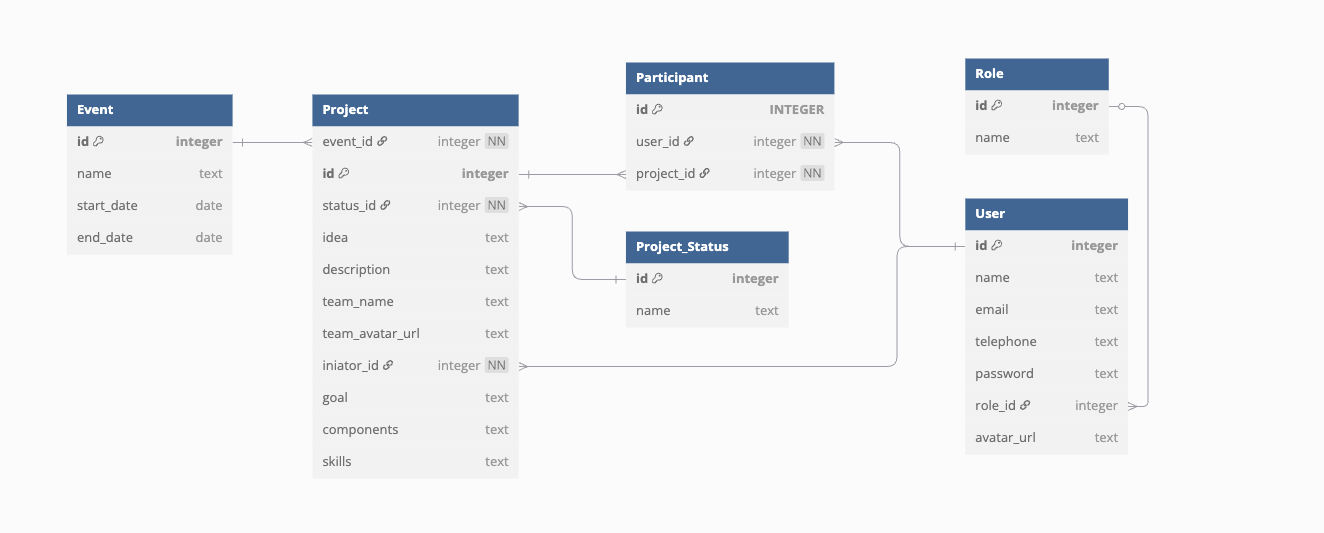 Event
id integer
name text
start_date date
end_date date
Project
event_id integer NN
id integer
status_id integer NN
idea text
description text
team_name text
team_avatar_url text
iniator_id integer NN
goal text
components text
skills text
Participant
id INTEGER
user_id integer NN
project_id integer NN
Project_Status
id integer
name text
Role
id integer
name text
User
id integer
name text
email text
telephone text
password text
role_id integer
avatar_url text